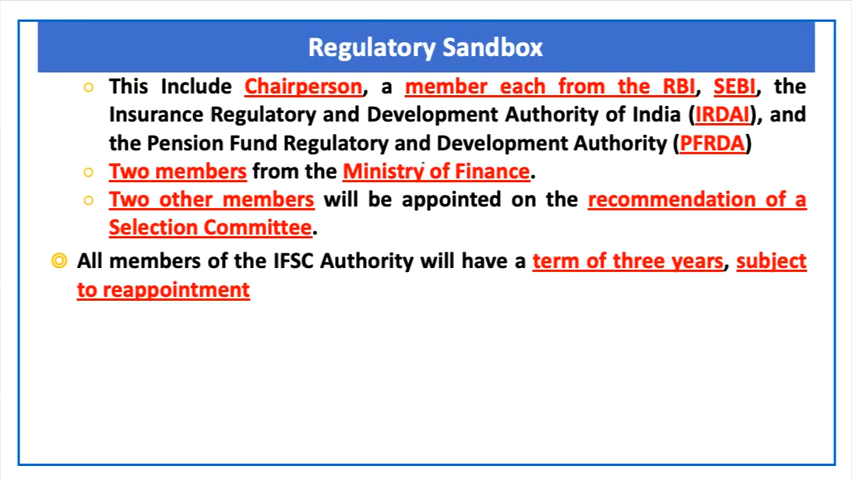 Regulatory Sandbox
This Include Chairperson, a member each from the RBI, SEBI, the
Insurance Regulatory and Development Authority of India (IRDAI), and
the Pension Fund Regulatory and Development Authority (PFRDA)
Two members from the Ministry of Finance.
Two other members will be appointed on the recommendation of a
Selection Committee.
All members of the IFSC Authority will have a term of three years, subject
to reappointment